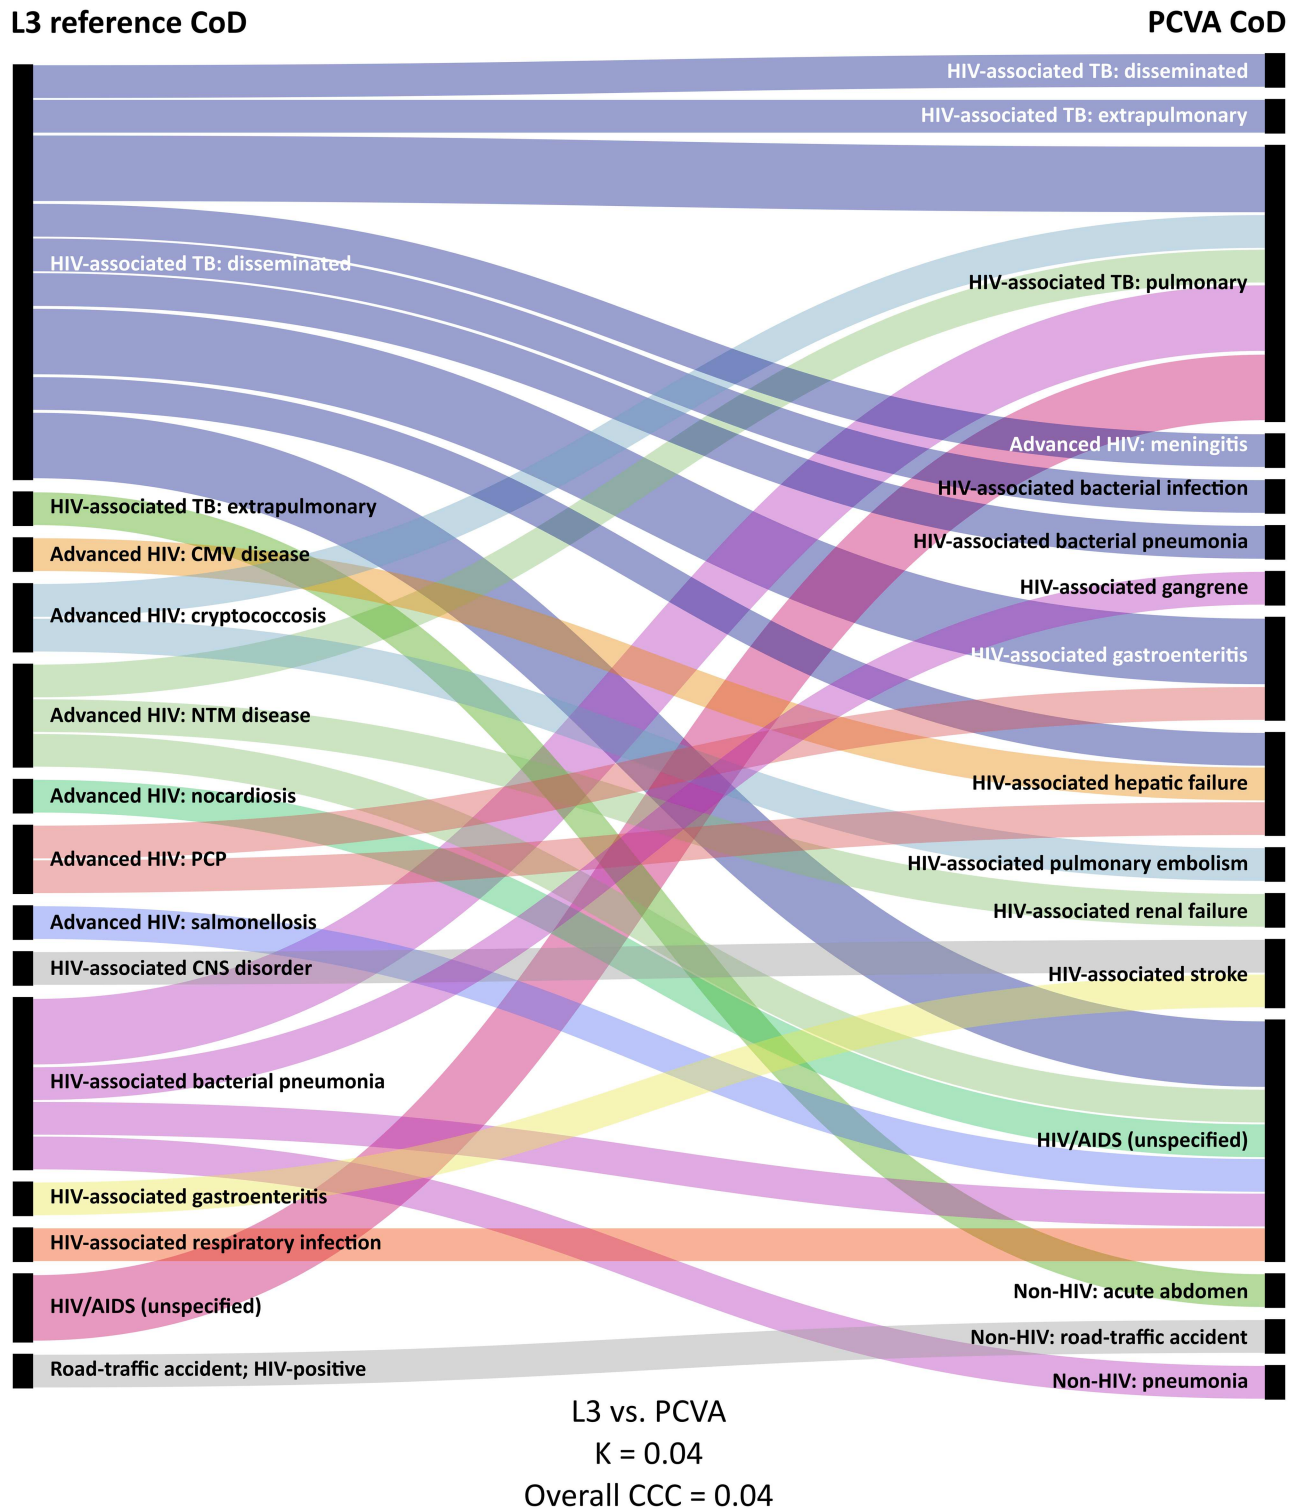 L3 reference CoD
PCVA CoD
HIV-associated TB: disseminated
HIV-associated TB: extrapulmonary
HIV-associated TB: disseminated
HIV-associated TB: pulmonary
Advanced HIV: meningitis
HIV-associated bacterial infection
HIV-associated TB: extrapulmonary
HIV-associated bacterial pneumonia
Advanced HIV: CMV disease
HIV-associated gangrene
Advanced HIV: cryptococcosis
HIV-associated gastroenteritis
Advanced HIV: NTM disease
HIV-associated hepatic failure
Advanced HIV: nocardiosis
Advanced HIV: PCP
HIV-associated pulmonary embolism
HIV-associated renal failure
Advanced HIV: salmonellosis
HIV-associated CNS disorder
HIV-associated stroke
HIV-associated bacterial pneumonia
HIV/AIDS (unspecified)
HIV-associated gastroenteritis
HIV-associated respiratory infection
Non-HIV: acute abdomen
HIV/AIDS (unspecified)
Non-HIV: road-traffic accident
Road-traffic accident; HIV-positive
Non-HIV: pneumonia
L3 vs. PCVA
K = 0.04
Overall CCC = 0.04